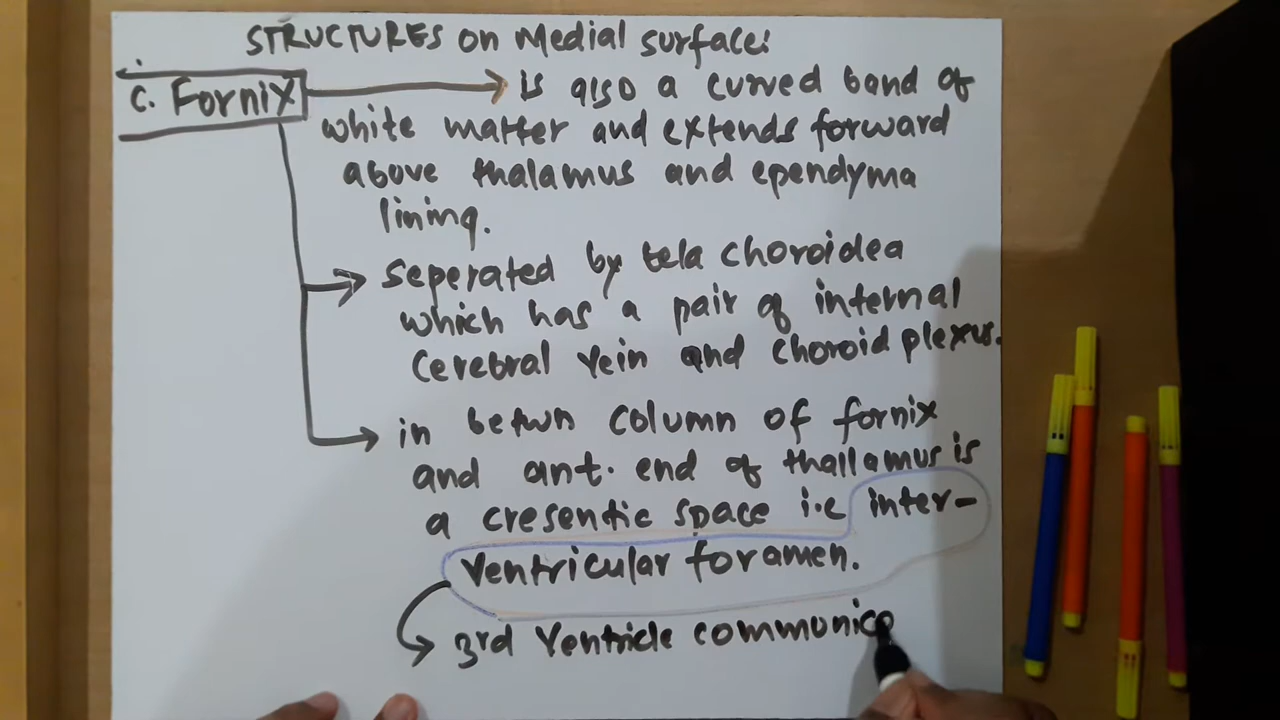 STRUCTURES on Medial surface:
C. Fornix
is also a curved band of
white matter and extends forward
above thalamus and ependyma
lining.
seperated by tela choroidea
which has a pair of internal
cerebral vein and choroid plexus.
in betwn column of fornix
and ant. end of thallamus is
a cresentic space i.e inter-
ventricular foramen.
3rd ventricle communica